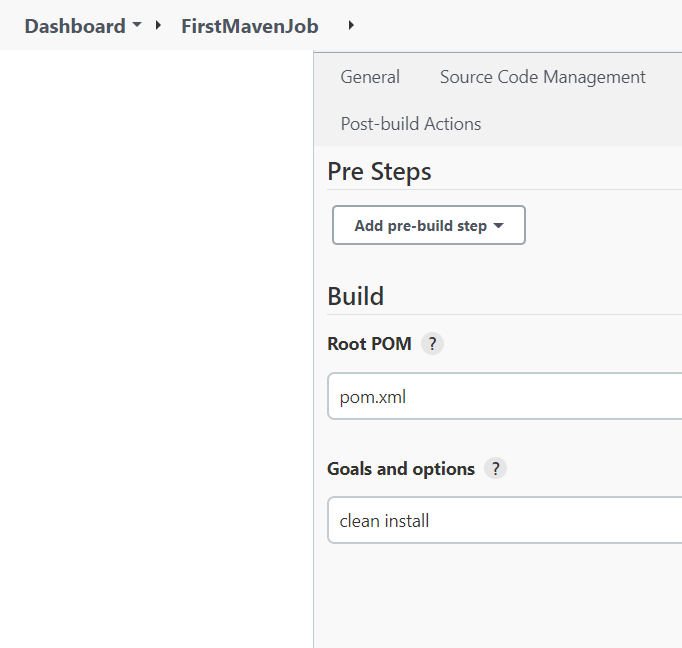 Dashboard FirstMavenJob
General Source Code Management
Post-build Actions
Pre Steps
Add pre-build step
Build
Root POM ?
pom.xml
Goals and options ?
clean install